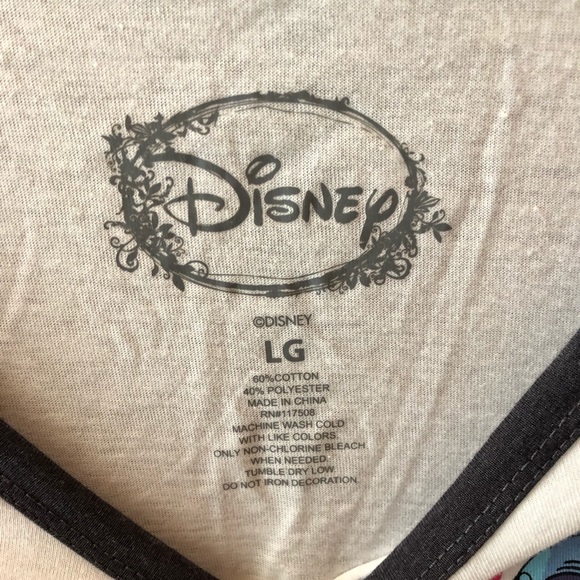 Disney
©DISNEY
LG
60%COTTON
40% POLYESTER
MADE IN CHINA
RN#117508
MACHINE WASH COLD
WITH LIKE COLORS.
ONLY NON-CHLORINE BLEACH
WHEN NEEDED.
TUMBLE DRY LOW.
DO NOT IRON DECORATION.